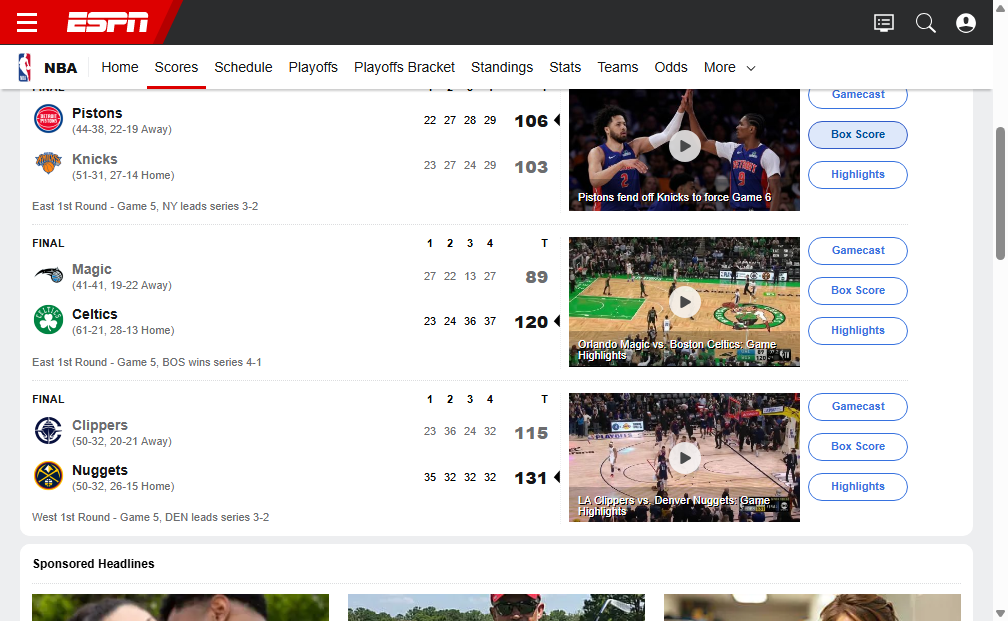 ESPN
NBA
Home
Scores
Schedule
Playoffs
Playoffs Bracket
Standings
Stats
Teams
Odds
More
FINAL
1 2 3 4 T
Pistons
(44-38, 22-19 Away)
22 27 28 29 106
Knicks
(51-31, 27-14 Home)
23 27 24 29 103
East 1st Round - Game 5, NY leads series 3-2
Pistons fend off Knicks to force Game 6
Gamecast
Box Score
Highlights
FINAL
1 2 3 4 T
Magic
(41-41, 19-22 Away)
27 22 13 27 89
Celtics
(61-21, 28-13 Home)
23 24 36 37 120
East 1st Round - Game 5, BOS wins series 4-1
Orlando Magic vs. Boston Celtics: Game
Highlights
Gamecast
Box Score
Highlights
FINAL
1 2 3 4 T
Clippers
(50-32, 20-21 Away)
23 36 24 32 115
Nuggets
(50-32, 26-15 Home)
35 32 32 32 131
West 1st Round - Game 5, DEN leads series 3-2
LA Clippers vs. Denver Nuggets: Game
Highlights
Gamecast
Box Score
Highlights
Sponsored Headlines